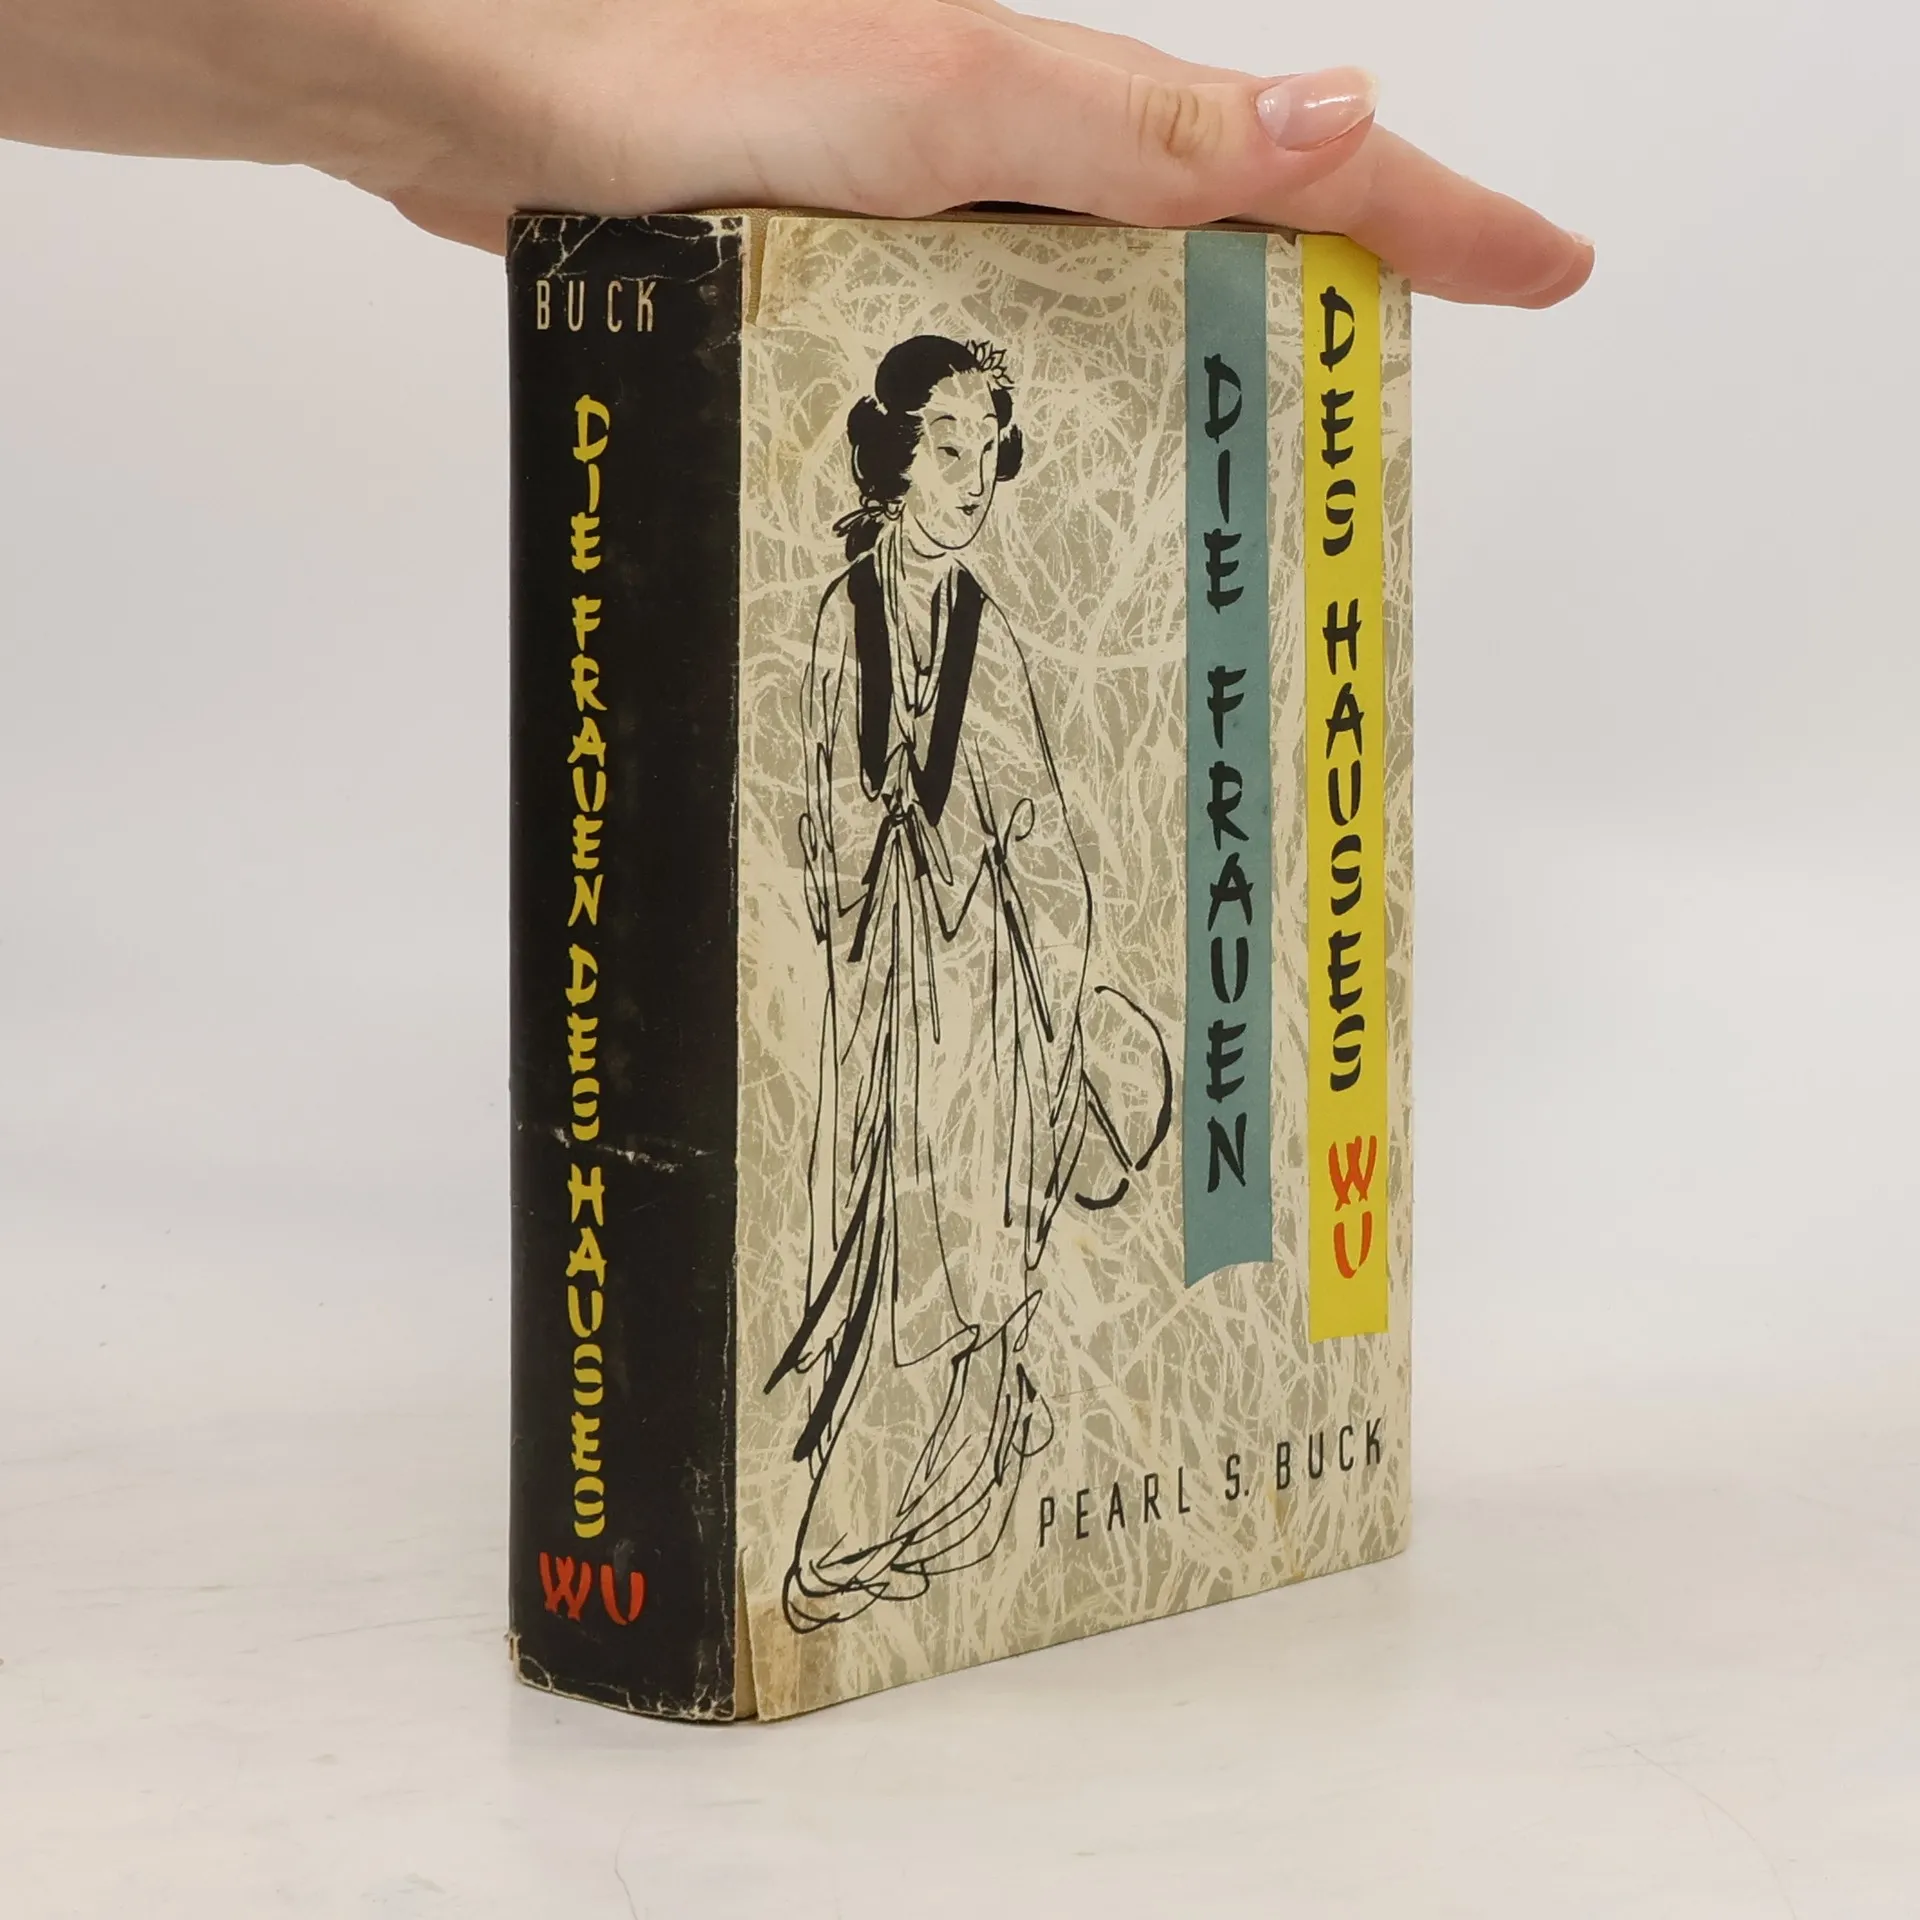 BUCK
DIE FRAUEN DES HAUSES
WU
DIE FRAUEN
DES HAUSES WU
PEARL S. BUCK